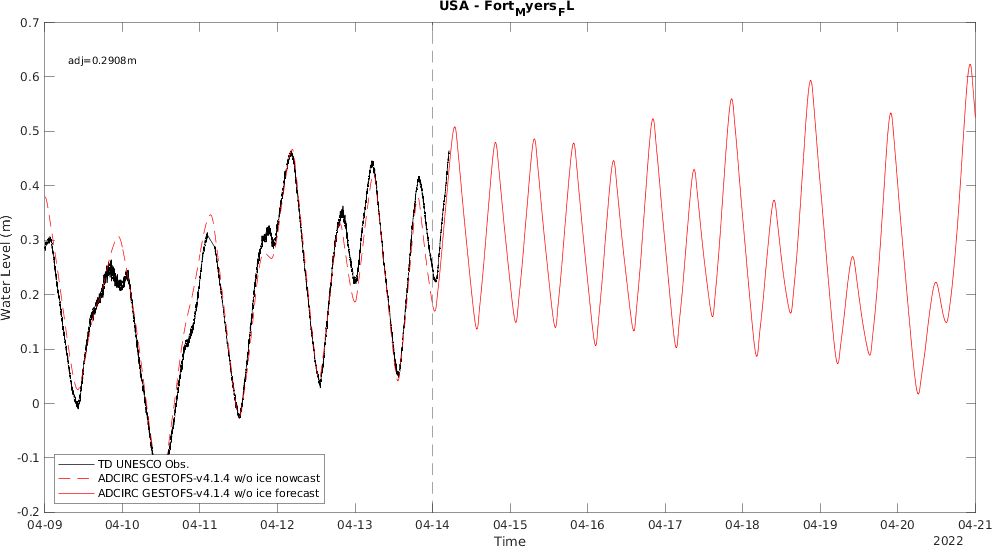 USA - Fort_Myers_FL
adj=0.2908m
Water Level (m)
0.7
0.6
0.5
0.4
0.3
0.2
0.1
0
-0.1
-0.2
TD UNESCO Obs.
ADCIRC GESTOFS-v4.1.4 w/o ice nowcast
ADCIRC GESTOFS-v4.1.4 w/o ice forecast
04-09 04-10 04-11 04-12 04-13 04-14 04-15 04-16 04-17 04-18 04-19 04-20 04-21
Time
2022